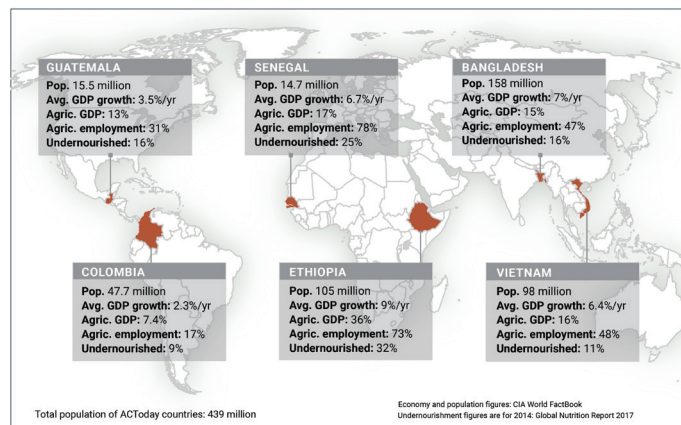 GUATEMALA
Pop. 15.5 million
Avg. GDP growth: 3.5%/yr
Agric. GDP: 13%
Agric. employment: 31%
Undernourished: 16%
SENEGAL
Pop. 14.7 million
Avg. GDP growth: 6.7%/yr
Agric. GDP: 17%
Agric. employment: 78%
Undernourished: 25%
BANGLADESH
Pop. 158 million
Avg. GDP growth: 7%/yr
Agric. GDP: 15%
Agric. employment: 47%
Undernourished: 16%
COLOMBIA
Pop. 47.7 million
Avg. GDP growth: 2.3%/yr
Agric. GDP: 7.4%
Agric. employment: 17%
Undernourished: 9%
ETHIOPIA
Pop. 105 million
Avg. GDP growth: 9%/yr
Agric. GDP: 36%
Agric. employment: 73%
Undernourished: 32%
VIETNAM
Pop. 98 million
Avg. GDP growth: 6.4%/yr
Agric. GDP: 16%
Agric. employment: 48%
Undernourished: 11%
Total population of ACToday countries: 439 million
Economy and population figures: CIA World FactBook
Undernourishment figures are for 2014: Global Nutrition Report 2017